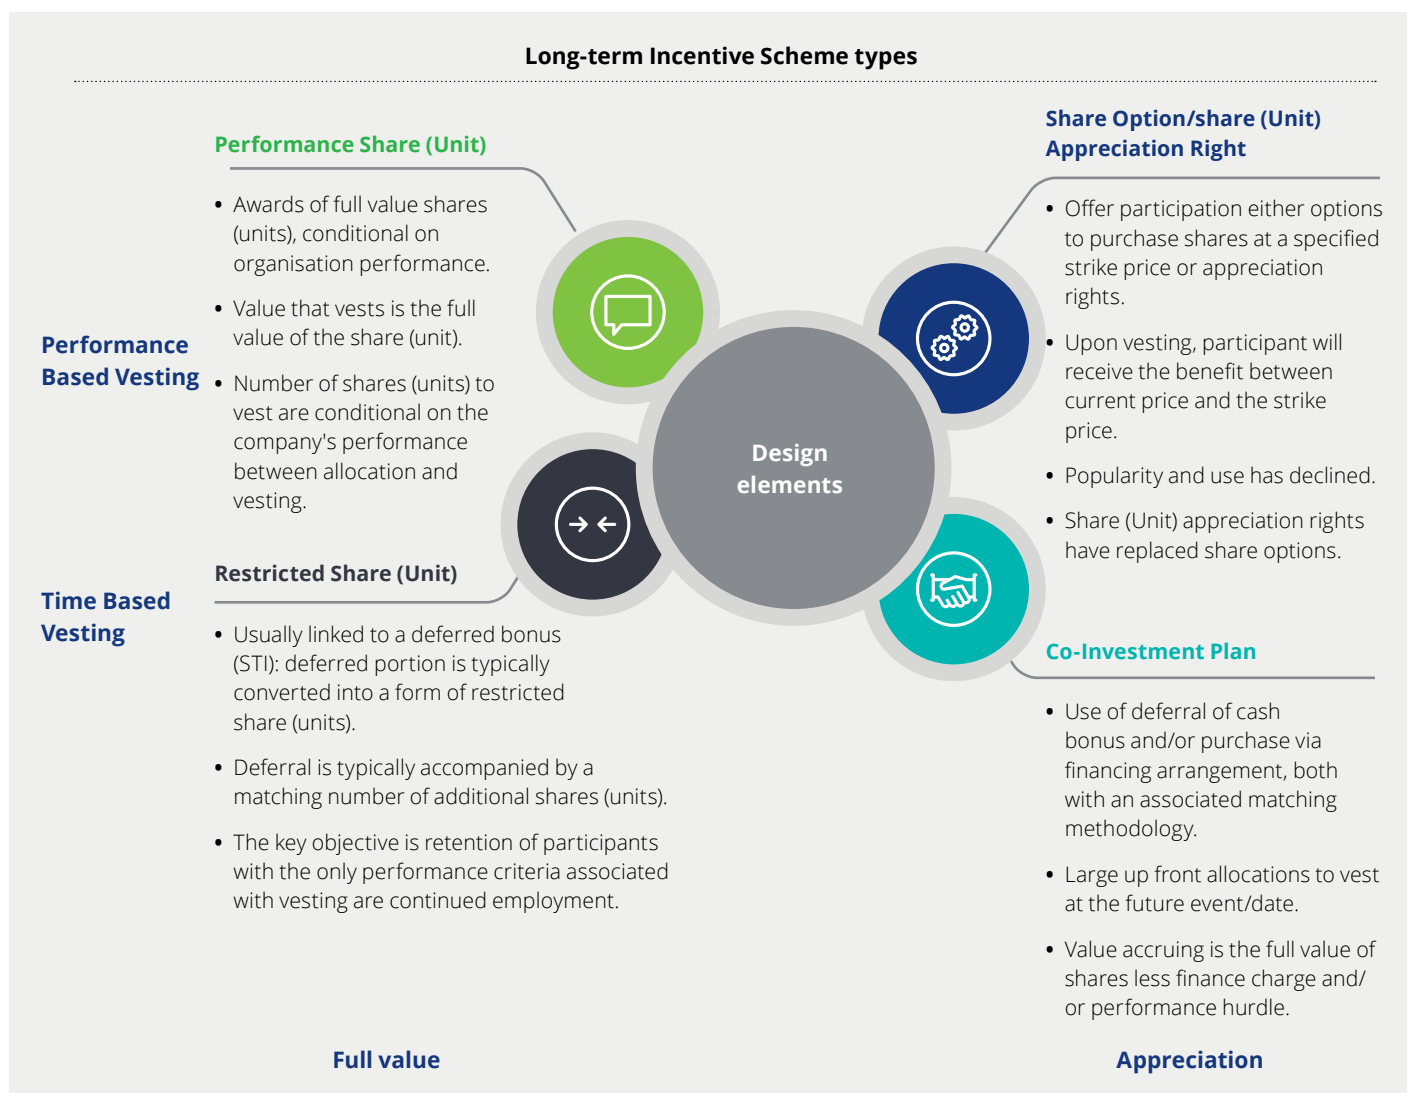 Long-term Incentive Scheme types
Performance Share (Unit)
• Awards of full value shares
(units), conditional on
organisation performance.
• Value that vests is the full
value of the share (unit).
• Number of shares (units) to
vest are conditional on the
company's performance
between allocation and
vesting.
Performance
Based Vesting
Share Option/share (Unit)
Appreciation Right
• Offer participation either options
to purchase shares at a specified
strike price or appreciation
rights.
• Upon vesting, participant will
receive the benefit between
current price and the strike
price.
• Popularity and use has declined.
• Share (Unit) appreciation rights
have replaced share options.
Design
elements
Time Based
Vesting
Restricted Share (Unit)
• Usually linked to a deferred bonus
(STI): deferred portion is typically
converted into a form of restricted
share (units).
• Deferral is typically accompanied by a
matching number of additional shares (units).
• The key objective is retention of participants
with the only performance criteria associated
with vesting are continued employment.
Co-Investment Plan
• Use of deferral of cash
bonus and/or purchase via
financing arrangement, both
with an associated matching
methodology.
• Large up front allocations to vest
at the future event/date.
• Value accruing is the full value of
shares less finance charge and/
or performance hurdle.
Full value
Appreciation